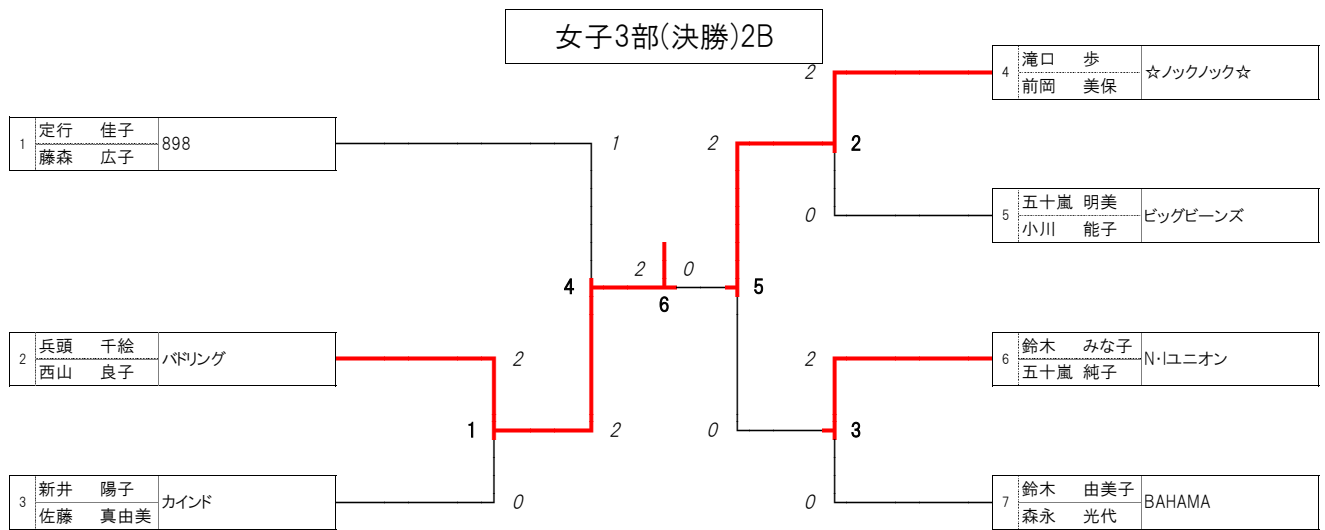 女子3部(決勝)2B
1 定行 佳子 898
藤森 広子
2 兵頭 千絵 バドリング
西山 良子
3 新井 陽子 カインド
佐藤 真由美
1
2
2
0
1
4
2
6
0
5
2
0
2
0
2
2
0
3
4 滝口 歩 ☆ノックノック☆
前岡 美保
5 五十嵐 明美 ビッグビーンズ
小川 能子
6 鈴木 みな子 N・Iユニオン
五十嵐 純子
7 鈴木 由美子 BAHAMA
森永 光代